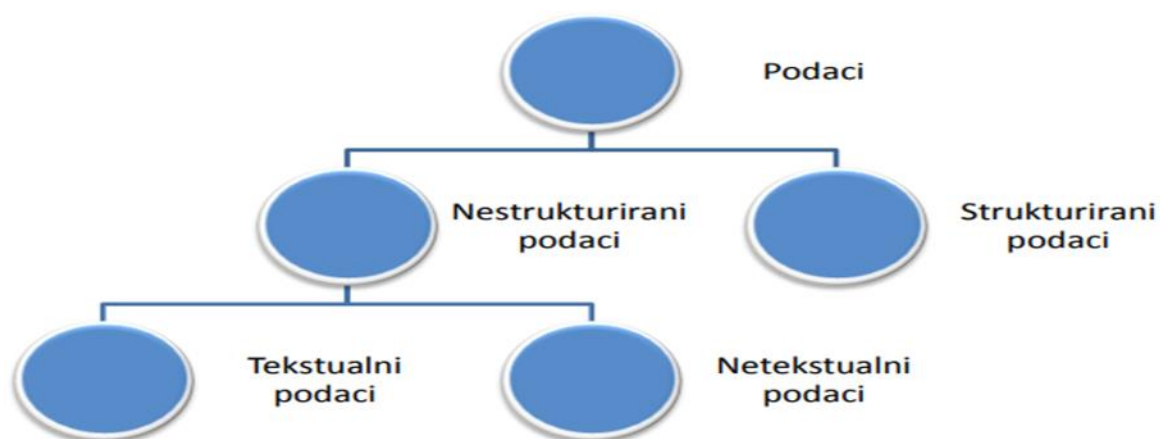 Podaci
Nestrukturirani
podaci
Strukturirani
podaci
Tekstualni
podaci
Netekstualni
podaci